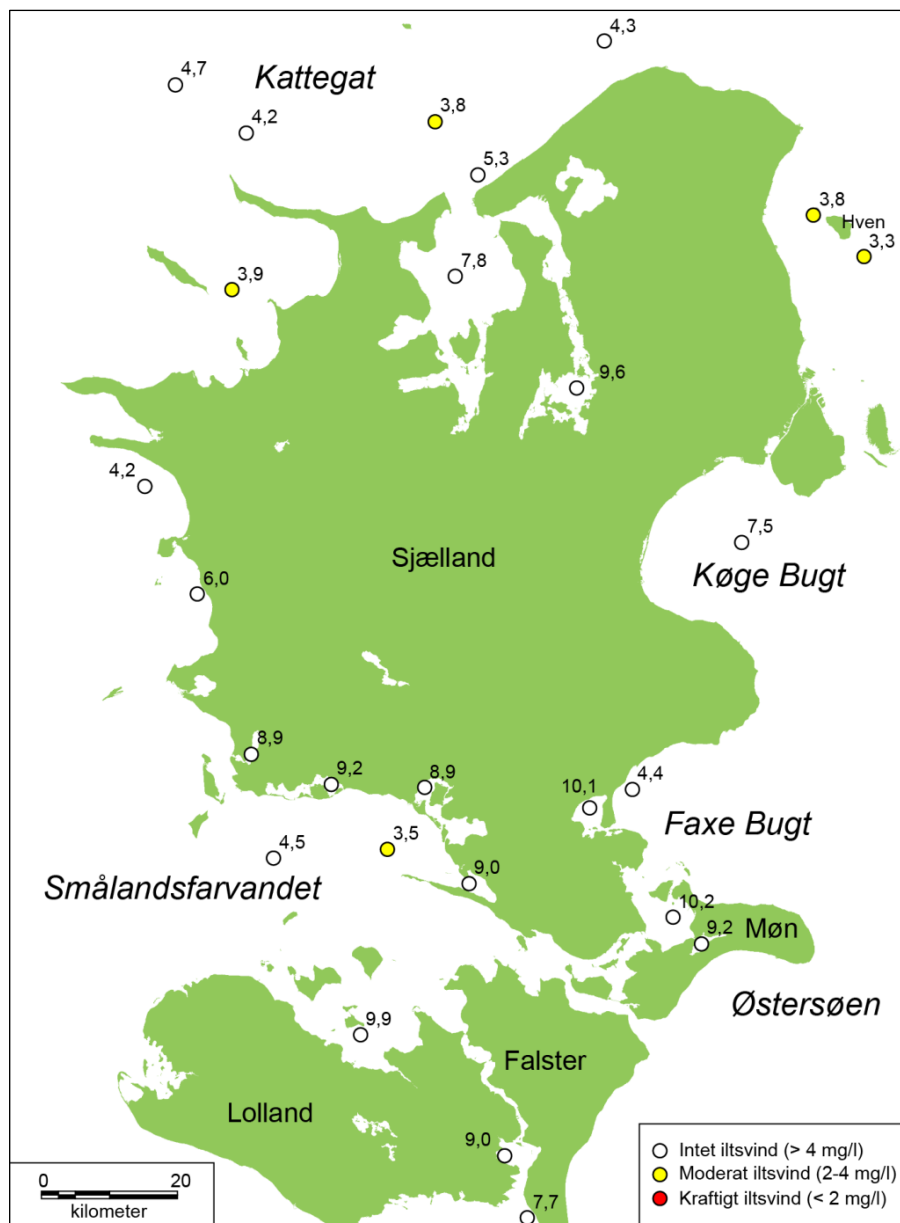 4,3
4,7
Kattegat
3,8
4,2
5,3
3,8
Hven
3,3
7,8
3,9
9,6
4,2
7,5
Sjælland
Køge Bugt
6,0
8,9
9,2
8,9
10,1
4,4
Faxe Bugt
3,5
4,5
Smålandsfarvandet
9,0
10,2
Møn
9,2
Østersøen
9,9
Falster
Lolland
9,0
7,7
Intet iltsvind (> 4 mg/l)
Moderat iltsvind (2-4 mg/l)
Kraftigt iltsvind (< 2 mg/l)
0 20
kilometer